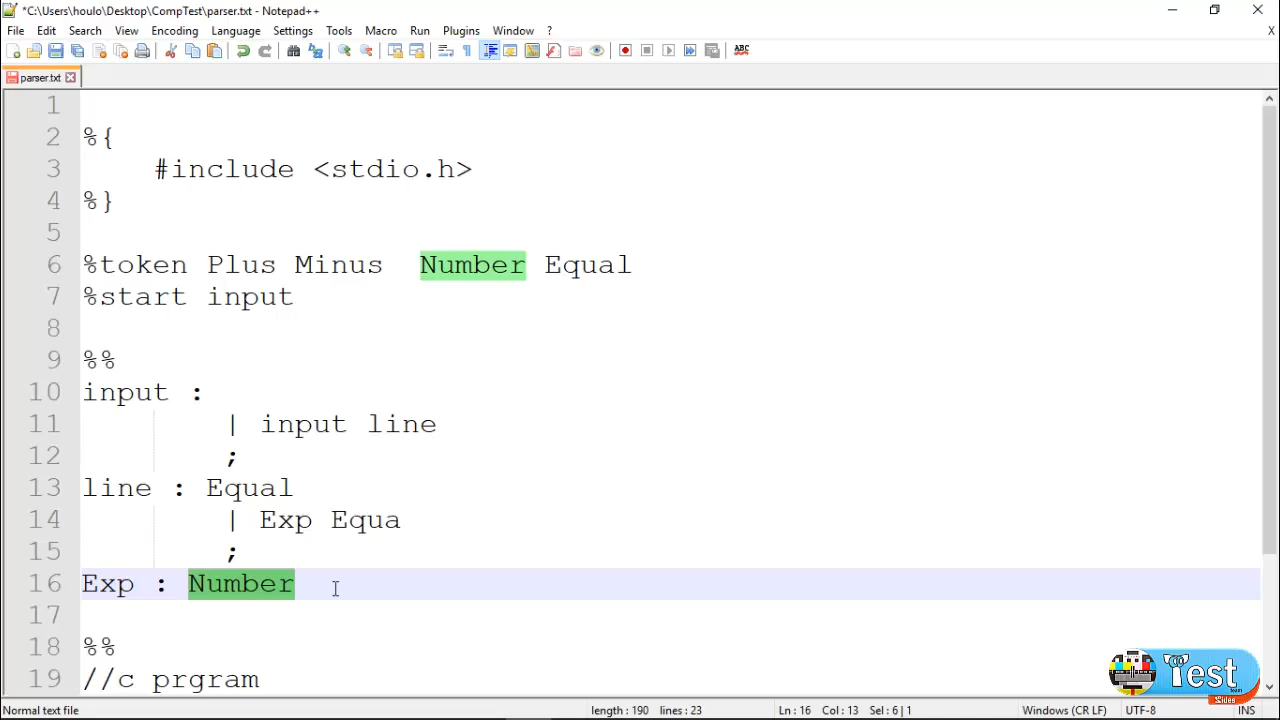 *C:\Users\houlo\Desktop\CompTest\parser.txt - Notepad++
File Edit Search View Encoding Language Settings Tools Macro Run Plugins Window ? X
ABC
parser.txt
1
2 %{
3 #include <stdio.h>
4 %}
5
6 %token Plus Minus Number Equal
7 %start input
8
9 %%
10 input :
11 | input line
12 ;
13 line : Equal
14 | Exp Equa
15 ;
16 Exp : Number
17
18 %%
19 //c prgram
Test
team
Slides
Normal text file length : 190 lines : 23 Ln : 16 Col : 13 Sel : 6 | 1 Windows (CR LF) UTF-8 INS